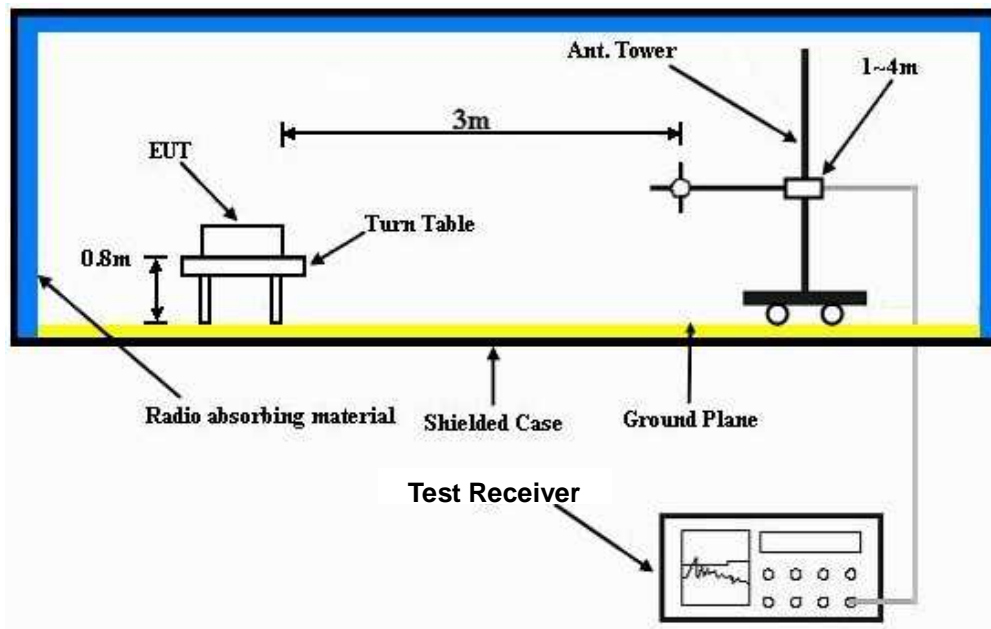 Ant. Tower
1~4m
3m
EUT
Turn Table
0.8m
Radio absorbing material
Shielded Case
Ground Plane
Test Receiver